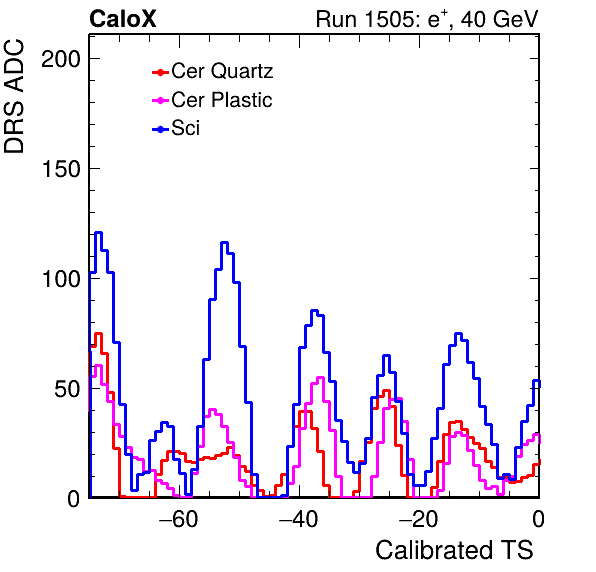 CaloX Run 1505: e⁺, 40 GeV
DRS ADC
Cer Quartz
Cer Plastic
Sci
200
150
100
50
0
−60 −40 −20 0
Calibrated TS